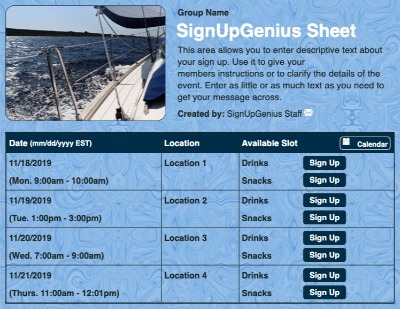 Group Name
SignUpGenius Sheet
This area allows you to enter descriptive text about
your sign up. Use it to give your
members instructions or to clarify the details of the
event. Enter as little or as much text as you need to
get your message across.
Created by: SignUpGenius Staff
Date (mm/dd/yyyy EST) Location Available Slot Calendar
11/18/2019 Location 1 Drinks Sign Up
(Mon. 9:00am - 10:00am) Snacks Sign Up
11/19/2019 Location 2 Drinks Sign Up
(Tue. 1:00pm - 3:00pm) Snacks Sign Up
11/20/2019 Location 3 Drinks Sign Up
(Wed. 7:00am - 9:00am) Snacks Sign Up
11/21/2019 Location 4 Drinks Sign Up
(Thurs. 11:00am - 12:01pm) Snacks Sign Up